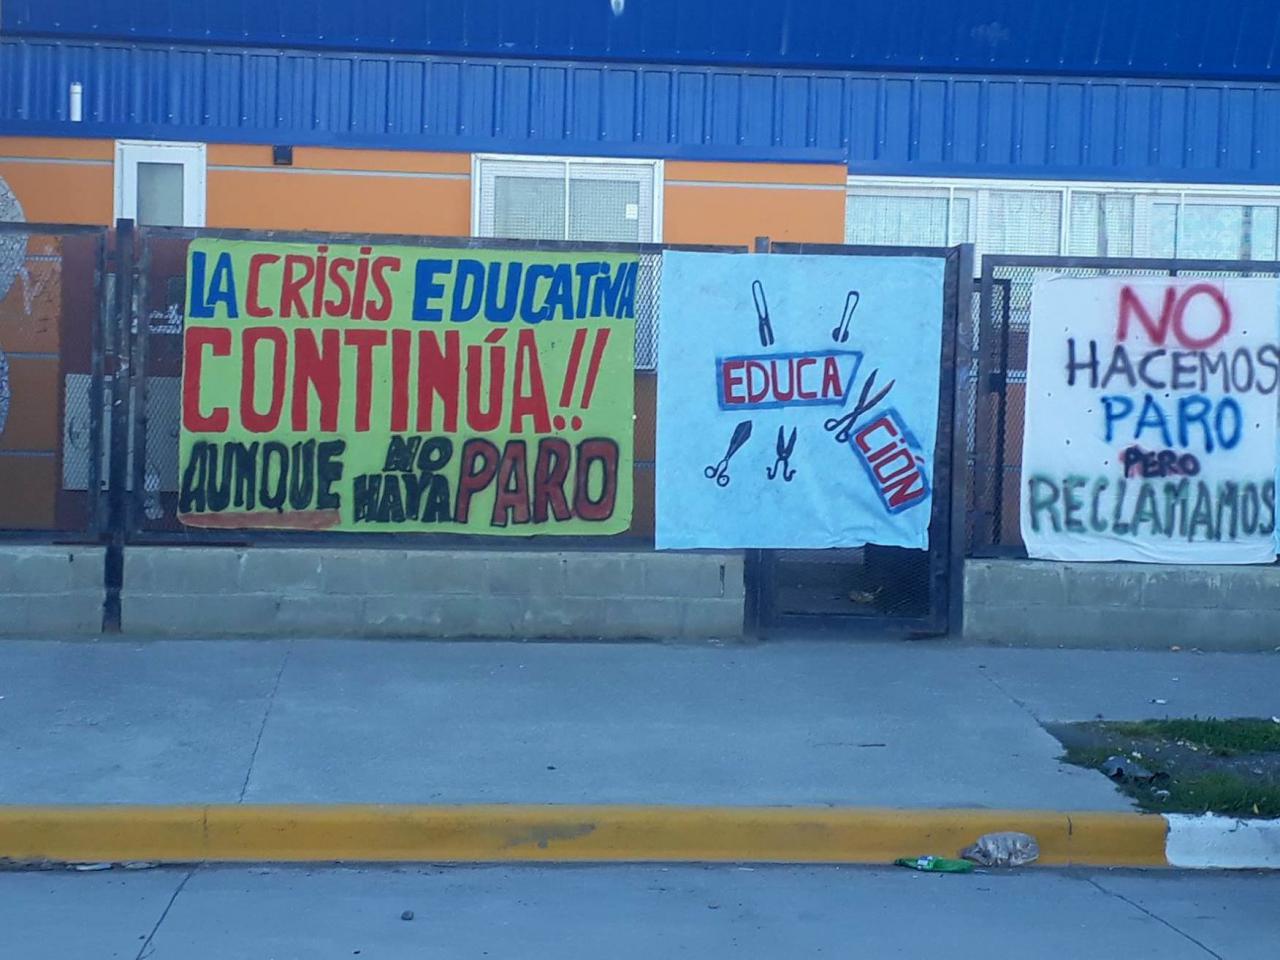 LA CRISIS EDUCATIVA
CONTINÚA!!
AUNQUE NO HAYA PARO
EDUCA
CIÓN
NO
HACEMOS
PARO
PERO
RECLAMAMOS